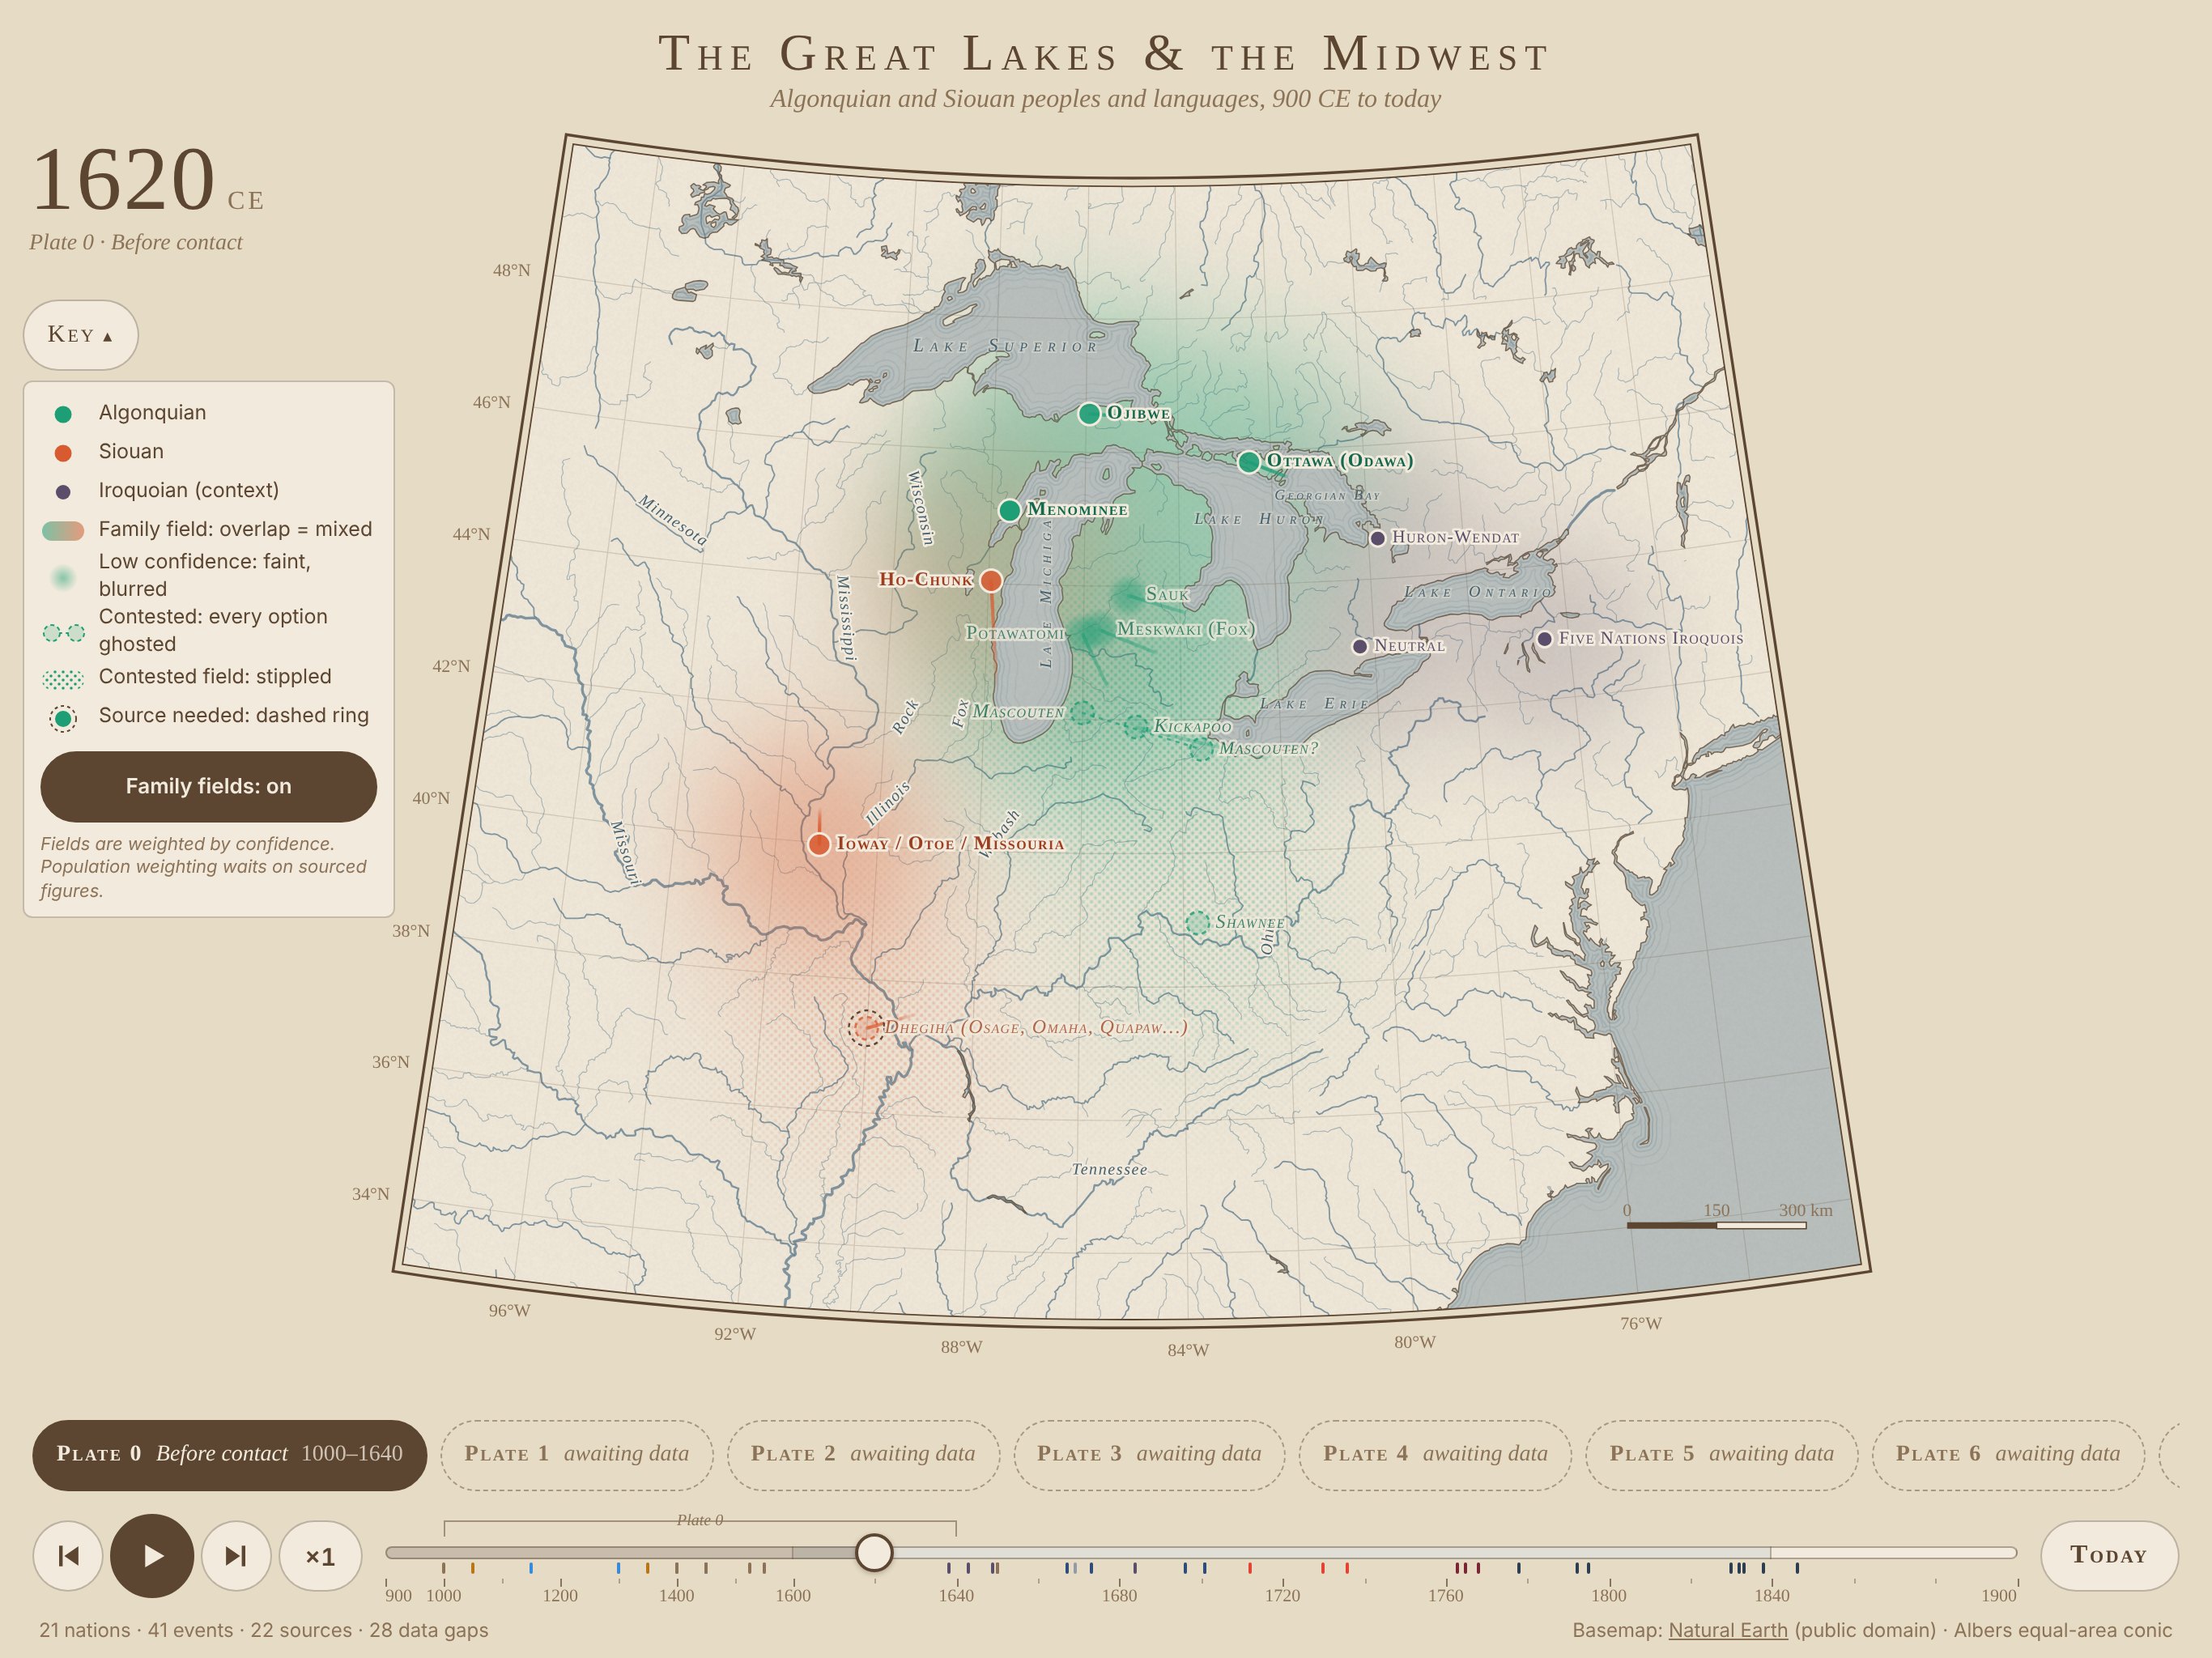 The Great Lakes & the Midwest
Algonquian and Siouan peoples and languages, 900 CE to today
1620 CE
Plate 0 · Before contact
Key ▴
Algonquian
Siouan
Iroquoian (context)
Family field: overlap = mixed
Low confidence: faint,
blurred
Contested: every option
ghosted
Contested field: stippled
Source needed: dashed ring
Family fields: on
Fields are weighted by confidence.
Population weighting waits on sourced
figures.
48°N
46°N
44°N
42°N
40°N
38°N
36°N
34°N
96°W
92°W
88°W
84°W
80°W
76°W
Lake Superior
Ojibwe
Ottawa (Odawa)
Georgian Bay
Wisconsin
Menominee
Lake Huron
Minnesota
Huron-Wendat
Lake Michigan
Ho-Chunk
Mississippi
Sauk
Lake Ontario
Potawatomi
Meskwaki (Fox)
Neutral
Five Nations Iroquois
Rock
Fox
Mascouten
Kickapoo
Lake Erie
Mascouten?
Illinois
Missouri
Ioway / Otoe / Missouria
Shawnee
Dhegiha (Osage, Omaha, Quapaw…)
Tennessee
0 150 300 km
Plate 0 Before contact 1000–1640
Plate 1 awaiting data
Plate 2 awaiting data
Plate 3 awaiting data
Plate 4 awaiting data
Plate 5 awaiting data
Plate 6 awaiting data
×1
Plate 0
900 1000 1200 1400 1600 1640 1680 1720 1760 1800 1840 1900
Today
21 nations · 41 events · 22 sources · 28 data gaps
Basemap: Natural Earth (public domain) · Albers equal-area conic